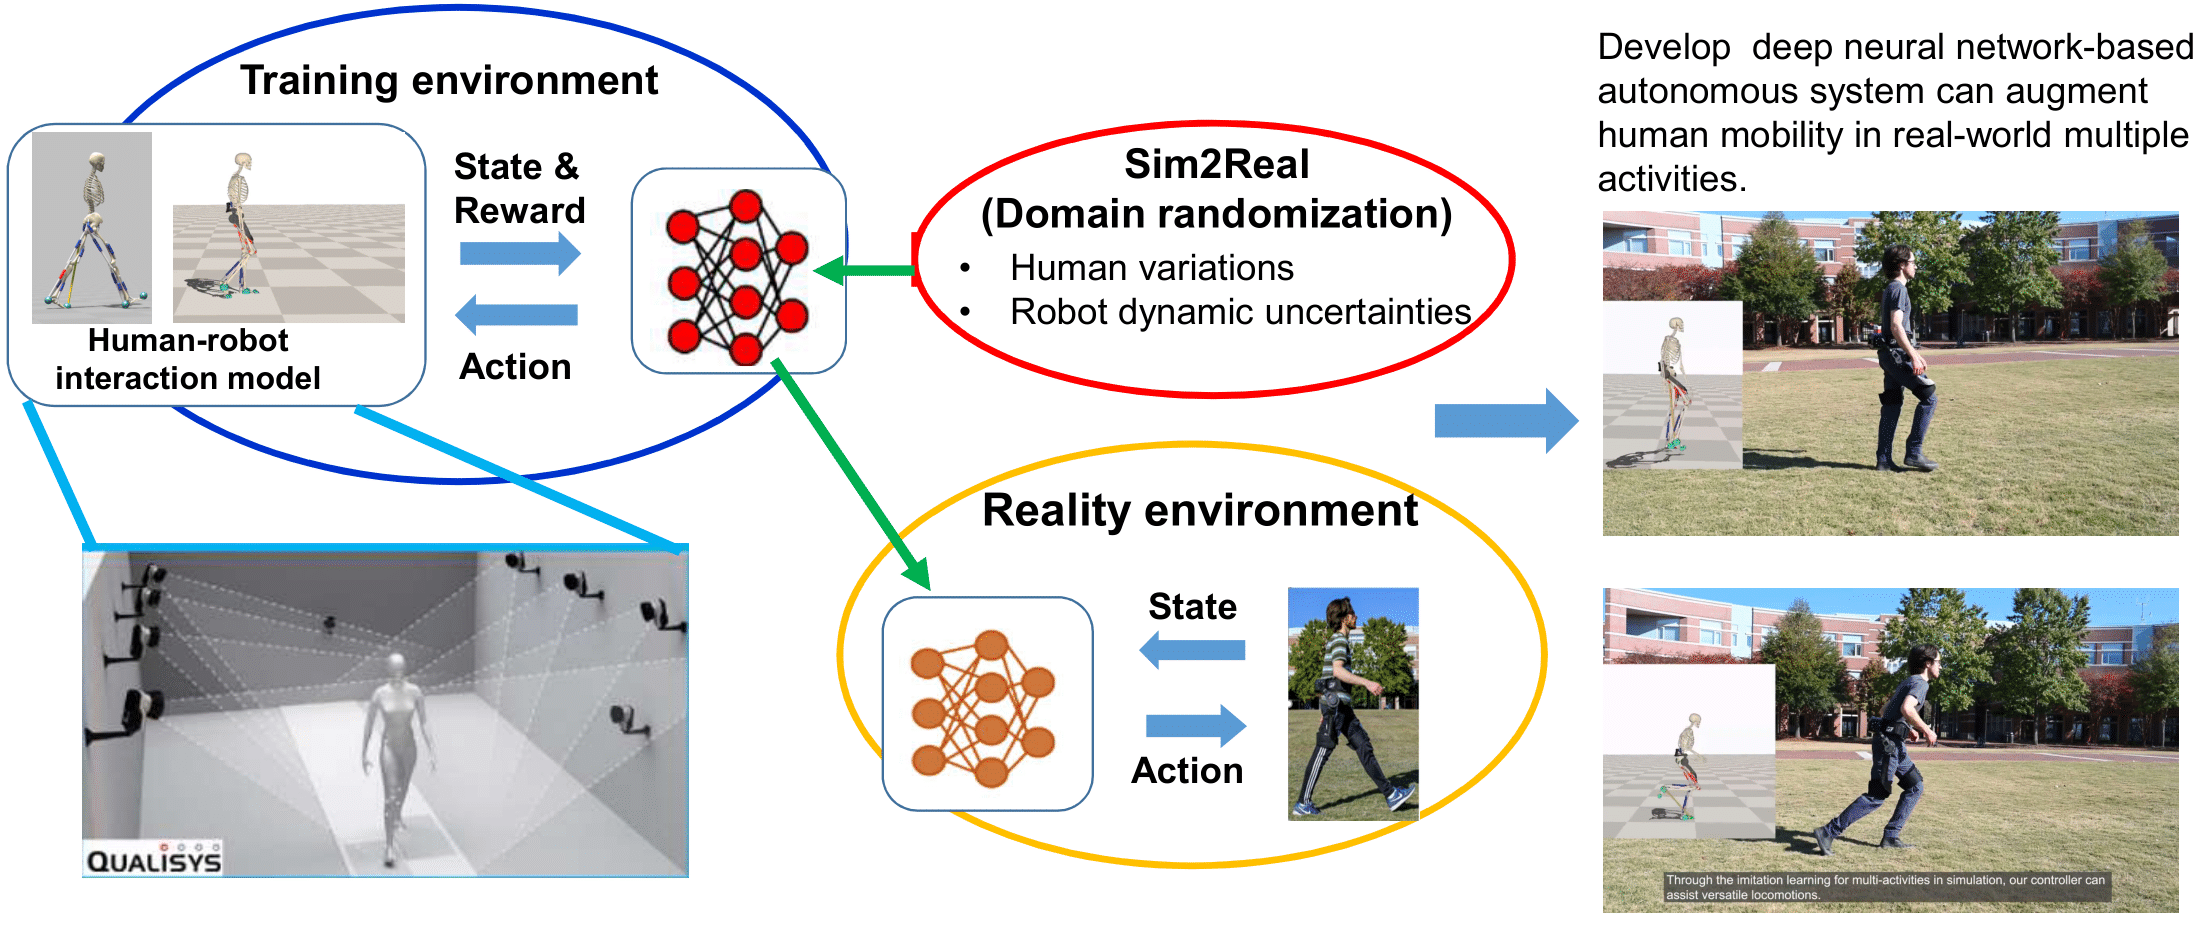 Training environment
State &
Reward
Action
Human-robot
interaction model
QUALISYS
Sim2Real
(Domain randomization)
• Human variations
• Robot dynamic uncertainties
Reality environment
State
Action
Develop  deep neural network-based
autonomous system can augment
human mobility in real-world multiple
activities.
Through the imitation learning for multi-activities in simulation, our controller can
assist versatile locomotions.